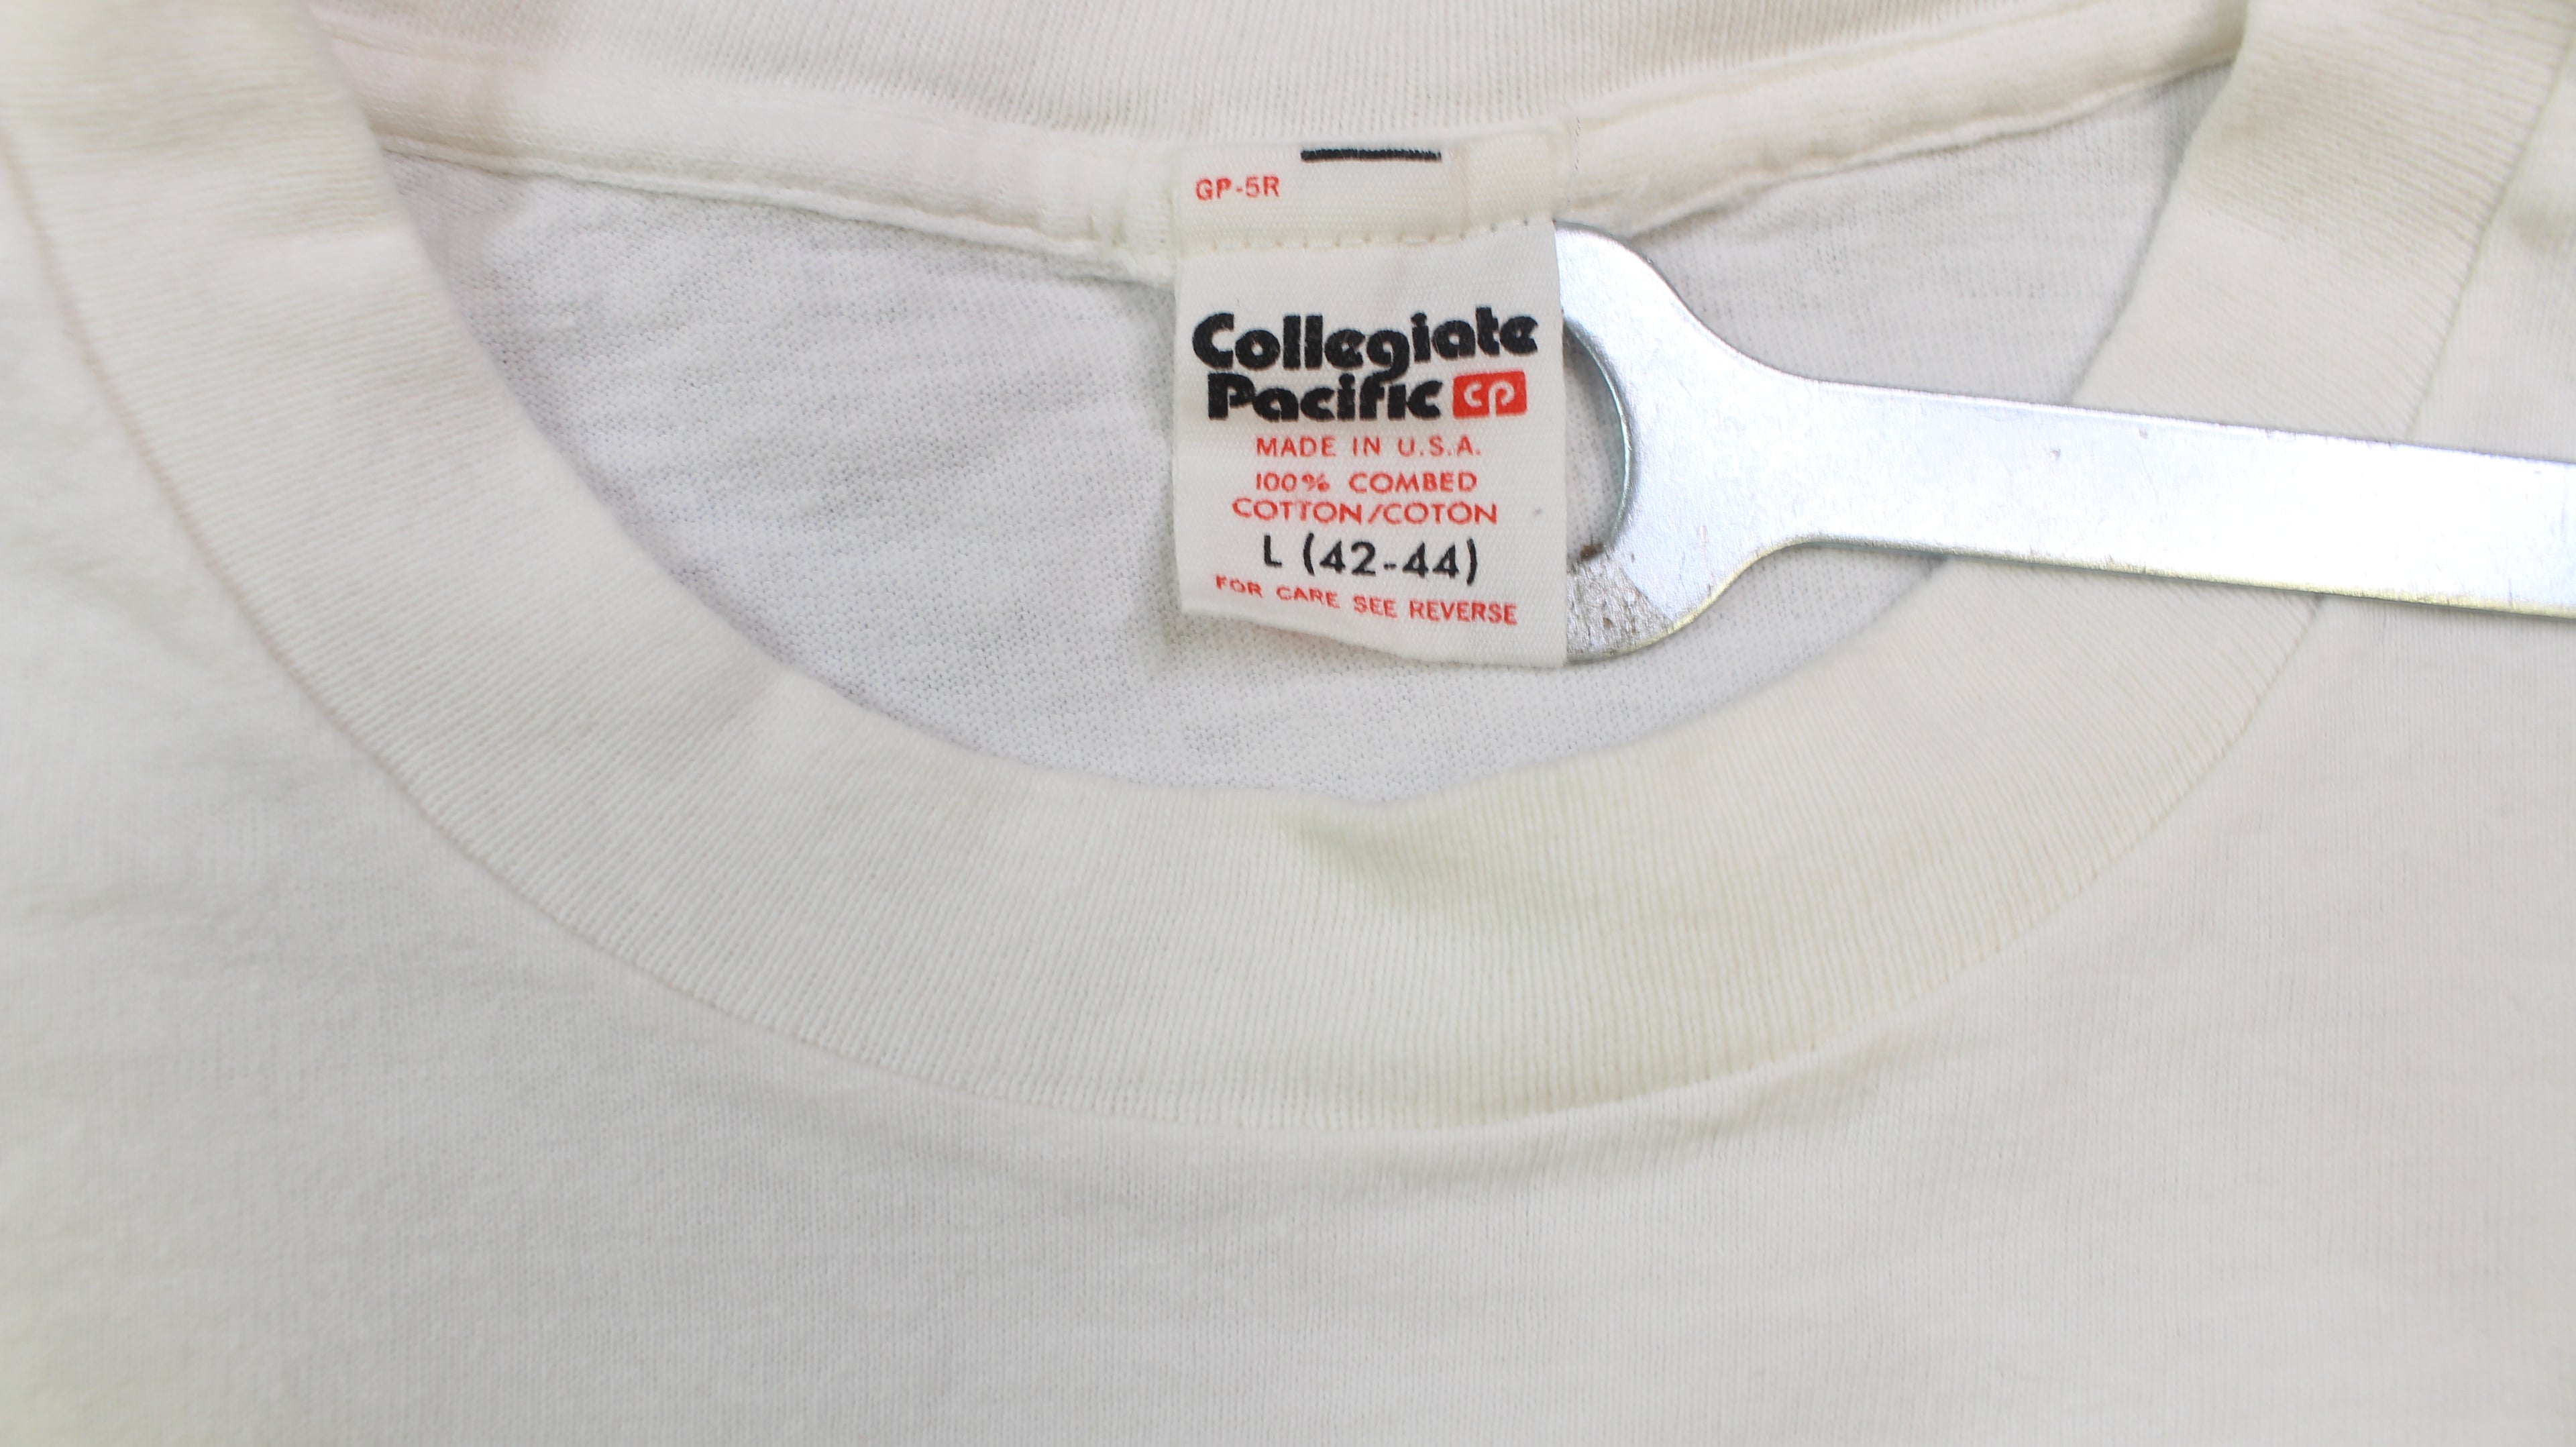 GP-5R
Collegiate
Pacific CP
MADE IN U.S.A.
100% COMBED
COTTON/COTON
L (42-44)
FOR CARE SEE REVERSE